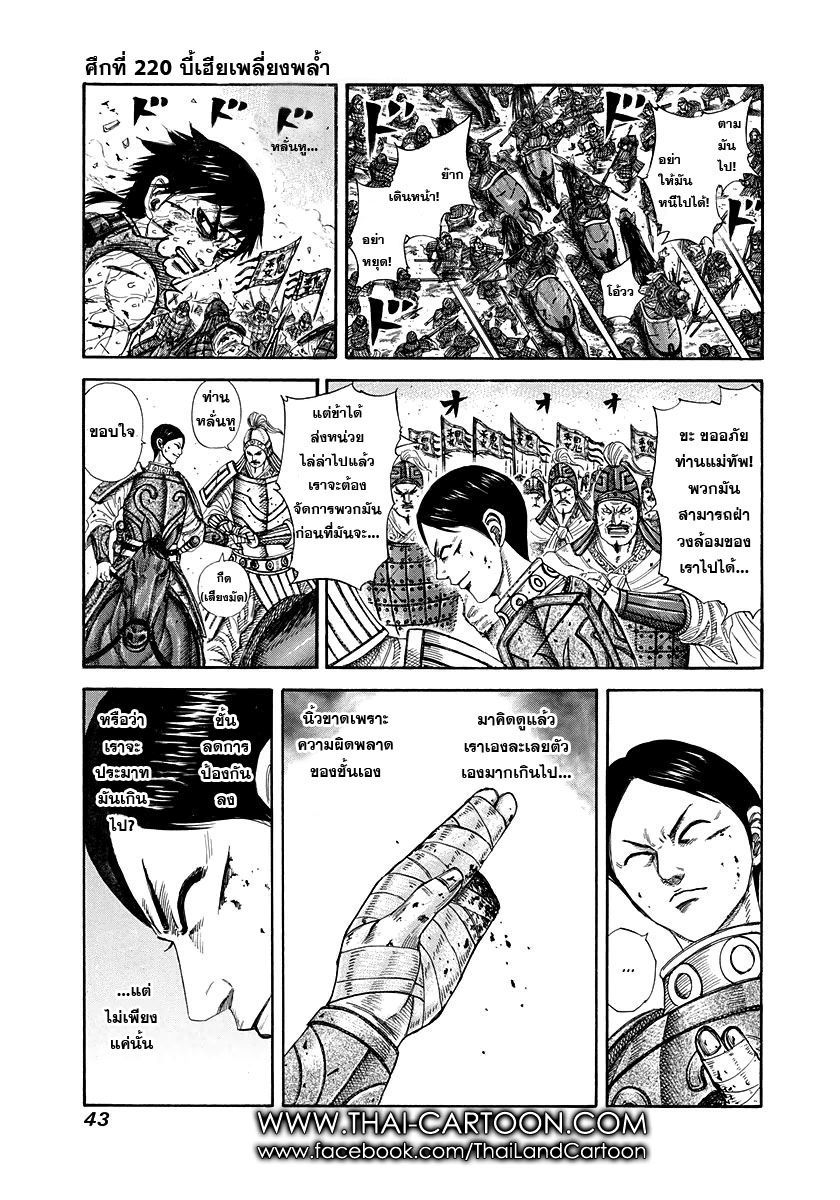 ศึกที่ 220 บี้เฮียเพลี่ยงพล้ำ
ตาม
มัน
ไป!
อย่า
ให้มัน
หนีไปได้!
ย๊าก
เดินหน้า!
อย่า
หยุด!
โอ้วว
ドド
ド
ド
ド
ドドド
หลั่นทู...
オオオ
ขะ ขออภัย
ท่านแม่ทัพ!
พวกมัน
สามารถฝ่า
วงล้อมของ
เราไปได้...
แต่ข้าได้
ส่งหน่วย
ไล่ล่าไปแล้ว
เราจะต้อง
จัดการพวกมัน
ก่อนที่มันจะ...
ท่าน
หลั่นทู
ขอบใจ
กึด
(เสียงมัด)
...
มาคิดดูแล้ว
เราเองละเลยตัว
เองมากเกินไป...
นิ้วขาดเพราะ
ความผิดพลาด
ของชั้นเอง
ชั้น
ลดการ
ป้องกัน
ลง
หรือว่า
เราจะ
ประมาท
มันเกิน
ไป?
...แต่
ไม่เพียง
แค่นั้น
43
WWW.THAI-CARTOON.COM
www.facebook.com/ThaiLandCartoon